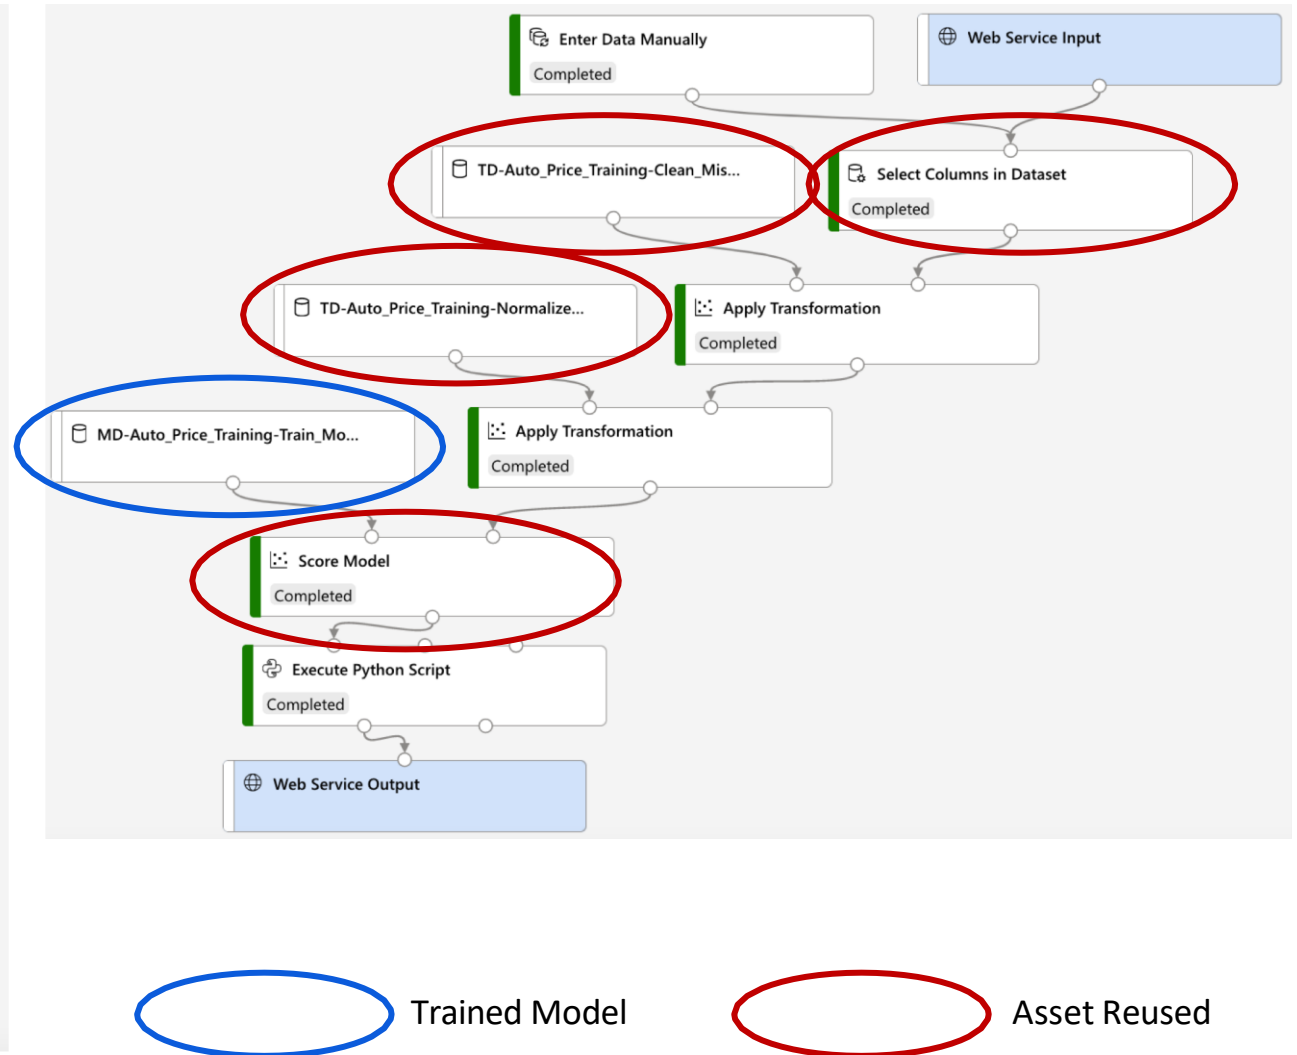 Enter Data Manually
Completed
Web Service Input
TD-Auto_Price_Training-Clean_Mis...
Select Columns in Dataset
Completed
TD-Auto_Price_Training-Normalize...
Apply Transformation
Completed
MD-Auto_Price_Training-Train_Mo...
Apply Transformation
Completed
Score Model
Completed
Execute Python Script
Completed
Web Service Output
Trained Model
Asset Reused